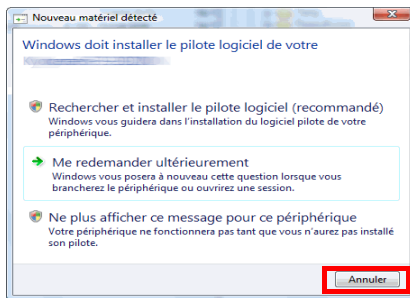 Nouveau matériel détecté
Windows doit installer le pilote logiciel de votre
Rechercher et installer le pilote logiciel (recommandé)
Windows vous guidera dans l'installation du logiciel pilote de votre
périphérique.
Me redemander ultérieurement
Windows vous posera à nouveau cette question lorsque vous
brancherez le périphérique ou ouvrirez une session.
Ne plus afficher ce message pour ce périphérique
Votre périphérique ne fonctionnera pas tant que vous n'aurez pas installé
son pilote.
Annuler